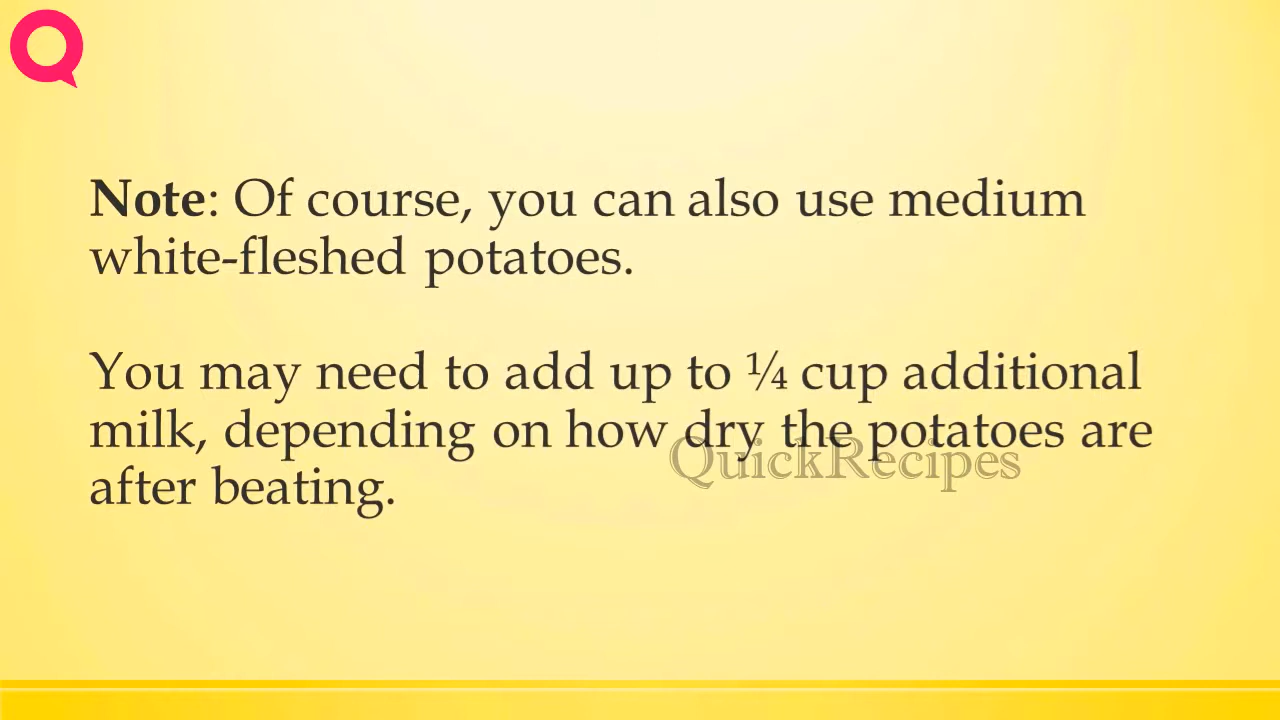 Note: Of course, you can also use medium
white-fleshed potatoes.
You may need to add up to ¼ cup additional
milk, depending on how dry the potatoes are
after beating.
QuickRecipes